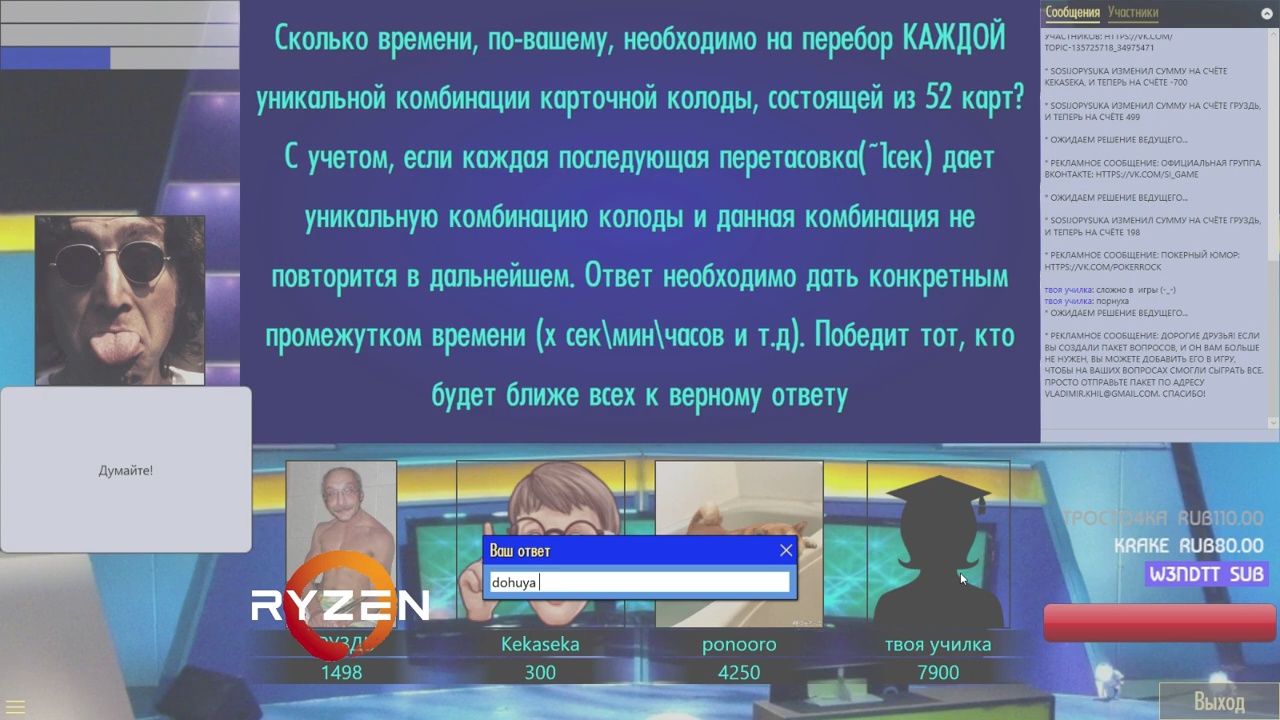 Сколько времени, по-вашему, необходимо на перебор КАЖДОЙ
уникальной комбинации карточной колоды, состоящей из 52 карт?
С учетом, если каждая последующая перетасовка(~1сек) дает
уникальную комбинацию колоды и данная комбинация не
повторится в дальнейшем. Ответ необходимо дать конкретным
промежутком времени (х сек\мин\часов и т.д). Победит тот, кто
будет ближе всех к верному ответу
Сообщения Участники
УЧАСТНИКОВ: HTTPS://VK.COM/
TOPIC-135725718_34975471
* SOSIJOPYSUKA ИЗМЕНИЛ СУММУ НА СЧЁТЕ
KEKASEKA, И ТЕПЕРЬ НА СЧЁТЕ -700
* SOSIJOPYSUKA ИЗМЕНИЛ СУММУ НА СЧЁТЕ ГРУЗДЬ,
И ТЕПЕРЬ НА СЧЁТЕ 499
* ОЖИДАЕМ РЕШЕНИЕ ВЕДУЩЕГО...
* РЕКЛАМНОЕ СООБЩЕНИЕ: ОФИЦИАЛЬНАЯ ГРУППА
ВКОНТАКТЕ: HTTPS://VK.COM/SI_GAME
* ОЖИДАЕМ РЕШЕНИЕ ВЕДУЩЕГО...
* SOSIJOPYSUKA ИЗМЕНИЛ СУММУ НА СЧЁТЕ ГРУЗДЬ,
И ТЕПЕРЬ НА СЧЁТЕ 198
* РЕКЛАМНОЕ СООБЩЕНИЕ: ПОКЕРНЫЙ ЮМОР:
HTTPS://VK.COM/POKERROCK
твоя училка: сложно в игры (-_-)
твоя училка: порнуха
* ОЖИДАЕМ РЕШЕНИЕ ВЕДУЩЕГО...
* РЕКЛАМНОЕ СООБЩЕНИЕ: ДОРОГИЕ ДРУЗЬЯ! ЕСЛИ
ВЫ СОЗДАЛИ ПАКЕТ ВОПРОСОВ, И ОН ВАМ БОЛЬШЕ
НЕ НУЖЕН, ВЫ МОЖЕТЕ ДОБАВИТЬ ЕГО В ИГРУ,
ЧТОБЫ НА ВАШИХ ВОПРОСАХ СМОГЛИ СЫГРАТЬ ВСЕ.
ПРОСТО ОТПРАВЬТЕ ПАКЕТ ПО АДРЕСУ
VLADIMIR.KHIL@GMAIL.COM. СПАСИБО!
Думайте!
Ваш ответ
dohuya
RYZEN
Kekaseka
ponooro
твоя училка
1498
300
4250
7900
RUB110.00
KRAKE RUB80.00
W3NDTT SUB
Выход